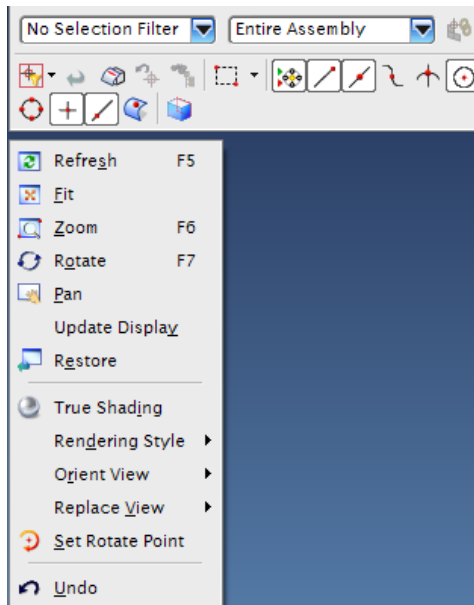 No Selection Filter Entire Assembly
Refresh F5
Fit
Zoom F6
Rotate F7
Pan
Update Display
Restore
True Shading
Rendering Style
Orient View
Replace View
Set Rotate Point
Undo